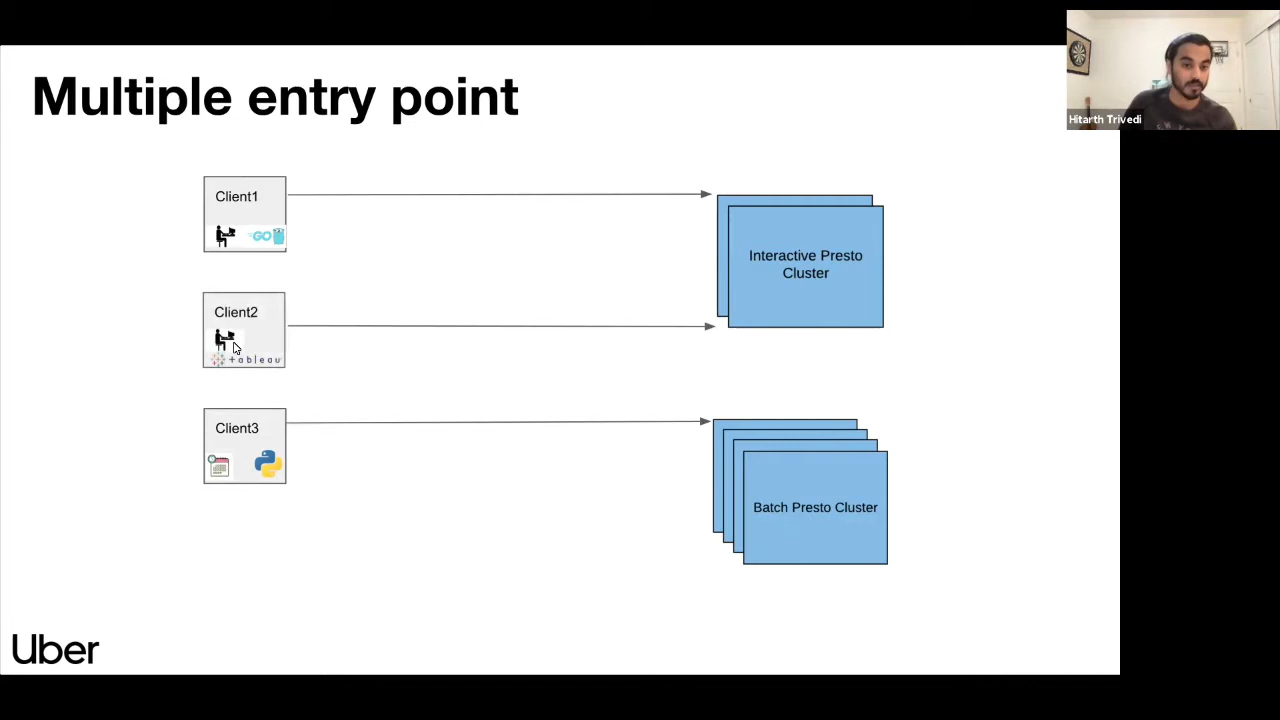 Multiple entry point
Hitarth Trivedi
Client1
GO
Interactive Presto
Cluster
Client2
+ableau
Client3
Batch Presto Cluster
Uber